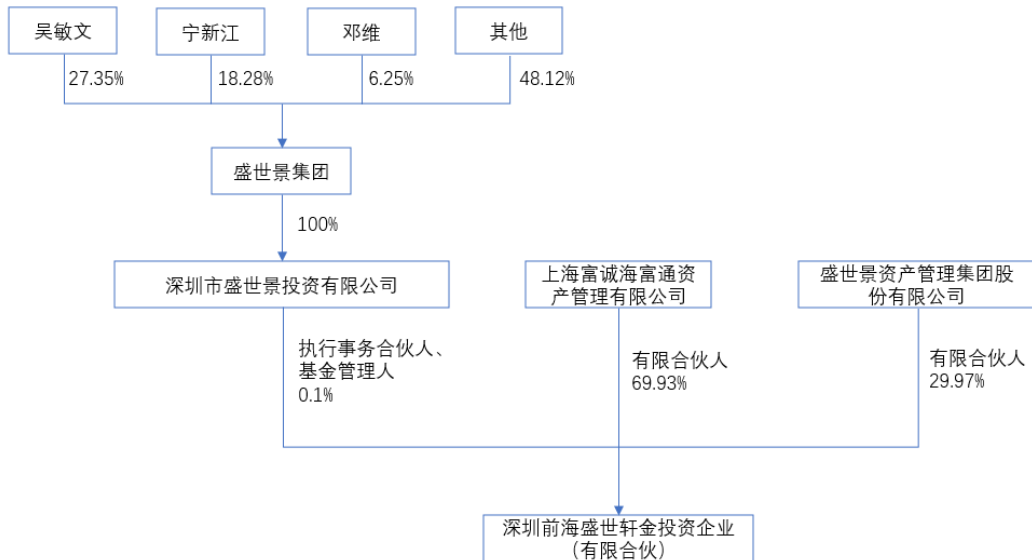 吴敏文
宁新江
邓维
其他
27.35%
18.28%
6.25%
48.12%
盛世景集团
100%
深圳市盛世景投资有限公司
上海富诚海富通资
产管理有限公司
盛世景资产管理集团股
份有限公司
执行事务合伙人、
基金管理人
0.1%
有限合伙人
69.93%
有限合伙人
29.97%
深圳前海盛世轩金投资企业
（有限合伙）